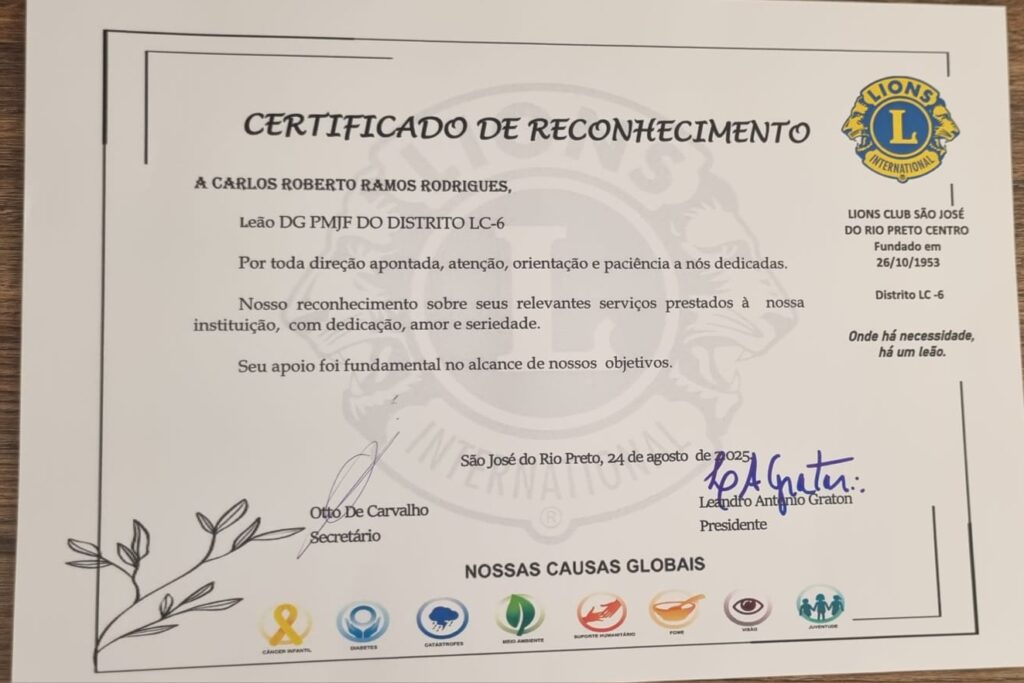 CERTIFICADO DE RECONHECIMENTO
A CARLOS ROBERTO RAMOS RODRIGUES,
Leão DG PMJF DO DISTRITO LC-6
Por toda direção apontada, atenção, orientação e paciência a nós dedicadas.
Nosso reconhecimento sobre seus relevantes serviços prestados à nossa
instituição, com dedicação, amor e seriedade.
Seu apoio foi fundamental no alcance de nossos objetivos.
LIONS
L
INTERNATIONAL
LIONS CLUB SÃO JOSÉ
DO RIO PRETO CENTRO
Fundado em
26/10/1953
Distrito LC -6
Onde há necessidade,
há um leão.
LIONS
L
INTERNATIONAL
®
São José do Rio Preto, 24 de agosto de 2025.
Otto De Carvalho
Secretário
L A Graton
Leandro Antônio Graton
Presidente
NOSSAS CAUSAS GLOBAIS
CÂNCER INFANTIL
DIABETES
CATÁSTROFES
MEIO AMBIENTE
SUPORTE HUMANITÁRIO
FOME
VISÃO
JUVENTUDE